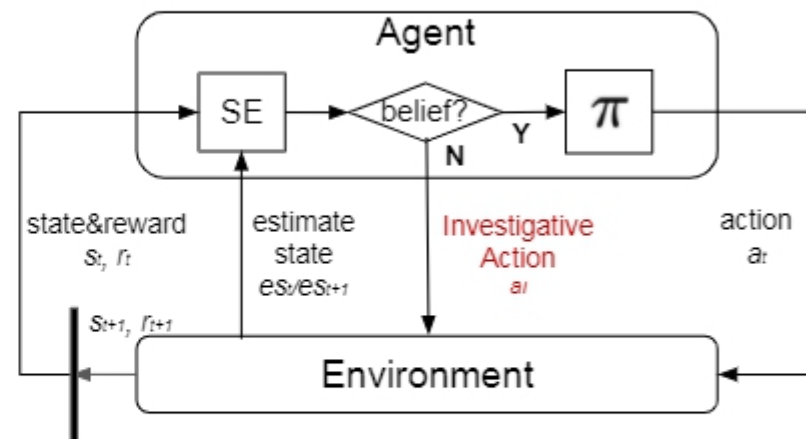 Agent
SE
belief?
π
Y
N
state&reward
sₜ, rₜ
estimate
state
esₜ/esₜ₊₁
Investigative
Action
aᵢ
action
aₜ
sₜ₊₁, rₜ₊₁
Environment